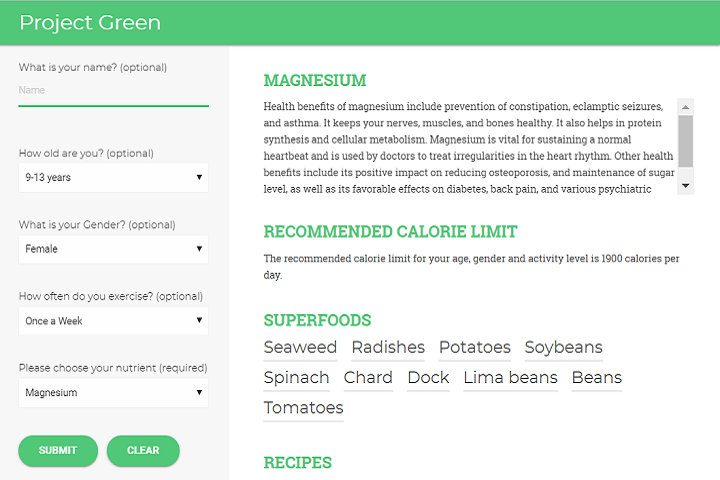 Project Green
What is your name? (optional)
Name
How old are you? (optional)
9-13 years
What is your Gender? (optional)
Female
How often do you exercise? (optional)
Once a Week
Please choose your nutrient (required)
Magnesium
SUBMIT CLEAR
MAGNESIUM
Health benefits of magnesium include prevention of constipation, eclamptic seizures,
and asthma. It keeps your nerves, muscles, and bones healthy. It also helps in protein
synthesis and cellular metabolism. Magnesium is vital for sustaining a normal
heartbeat and is used by doctors to treat irregularities in the heart rhythm. Other health
benefits include its positive impact on reducing osteoporosis, and maintenance of sugar
level, as well as its favorable effects on diabetes, back pain, and various psychiatric
RECOMMENDED CALORIE LIMIT
The recommended calorie limit for your age, gender and activity level is 1900 calories per
day.
SUPERFOODS
Seaweed Radishes Potatoes Soybeans
Spinach Chard Dock Lima beans Beans
Tomatoes
RECIPES